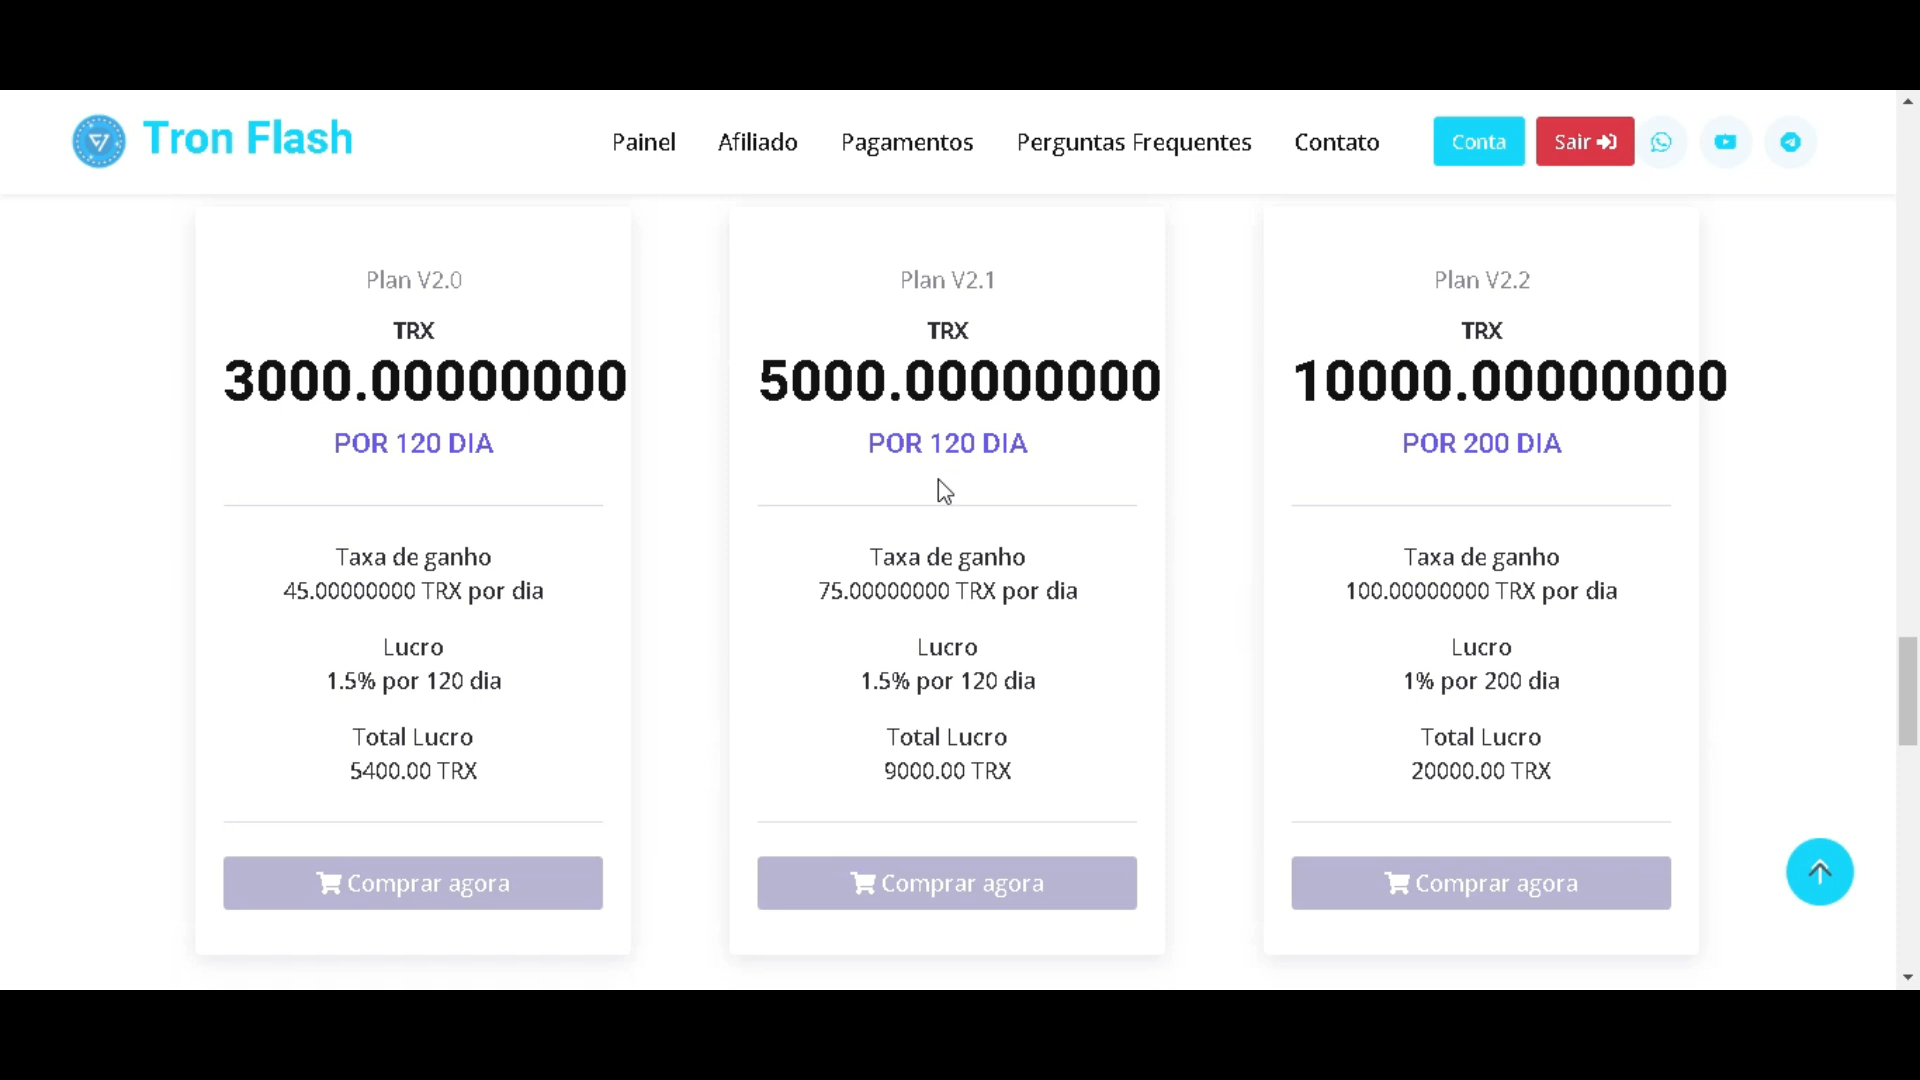 Tron Flash
Painel
Afiliado
Pagamentos
Perguntas Frequentes
Contato
Conta
Sair
Plan V2.0
TRX
3000.00000000
POR 120 DIA
Taxa de ganho
45.00000000 TRX por dia
Lucro
1.5% por 120 dia
Total Lucro
5400.00 TRX
Comprar agora
Plan V2.1
TRX
5000.00000000
POR 120 DIA
Taxa de ganho
75.00000000 TRX por dia
Lucro
1.5% por 120 dia
Total Lucro
9000.00 TRX
Comprar agora
Plan V2.2
TRX
10000.00000000
POR 200 DIA
Taxa de ganho
100.00000000 TRX por dia
Lucro
1% por 200 dia
Total Lucro
20000.00 TRX
Comprar agora